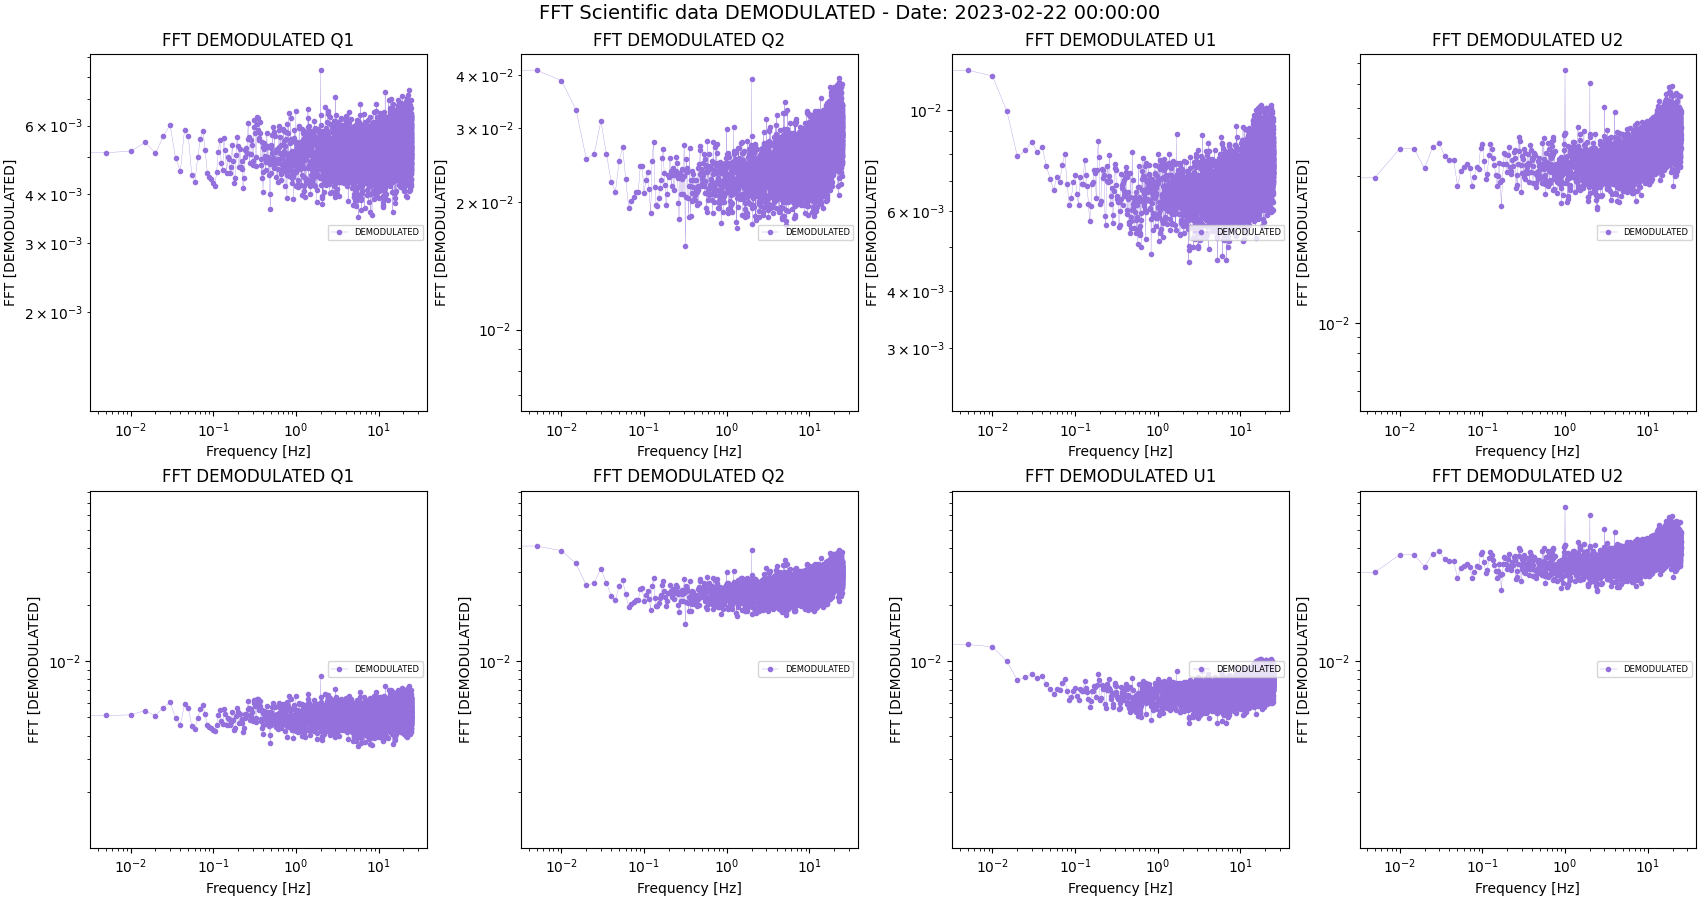 FFT Scientific data DEMODULATED - Date: 2023-02-22 00:00:00
FFT DEMODULATED Q1
FFT [DEMODULATED]
6 × 10⁻³
4 × 10⁻³
3 × 10⁻³
2 × 10⁻³
DEMODULATED
10⁻² 10⁻¹ 10⁰ 10¹
Frequency [Hz]
FFT DEMODULATED Q2
FFT [DEMODULATED]
4 × 10⁻²
3 × 10⁻²
2 × 10⁻²
10⁻²
DEMODULATED
10⁻² 10⁻¹ 10⁰ 10¹
Frequency [Hz]
FFT DEMODULATED U1
FFT [DEMODULATED]
10⁻²
6 × 10⁻³
4 × 10⁻³
3 × 10⁻³
DEMODULATED
10⁻² 10⁻¹ 10⁰ 10¹
Frequency [Hz]
FFT DEMODULATED U2
FFT [DEMODULATED]
10⁻²
DEMODULATED
10⁻² 10⁻¹ 10⁰ 10¹
Frequency [Hz]
FFT DEMODULATED Q1
FFT [DEMODULATED]
10⁻²
DEMODULATED
10⁻² 10⁻¹ 10⁰ 10¹
Frequency [Hz]
FFT DEMODULATED Q2
FFT [DEMODULATED]
10⁻²
DEMODULATED
10⁻² 10⁻¹ 10⁰ 10¹
Frequency [Hz]
FFT DEMODULATED U1
FFT [DEMODULATED]
10⁻²
DEMODULATED
10⁻² 10⁻¹ 10⁰ 10¹
Frequency [Hz]
FFT DEMODULATED U2
FFT [DEMODULATED]
10⁻²
DEMODULATED
10⁻² 10⁻¹ 10⁰ 10¹
Frequency [Hz]